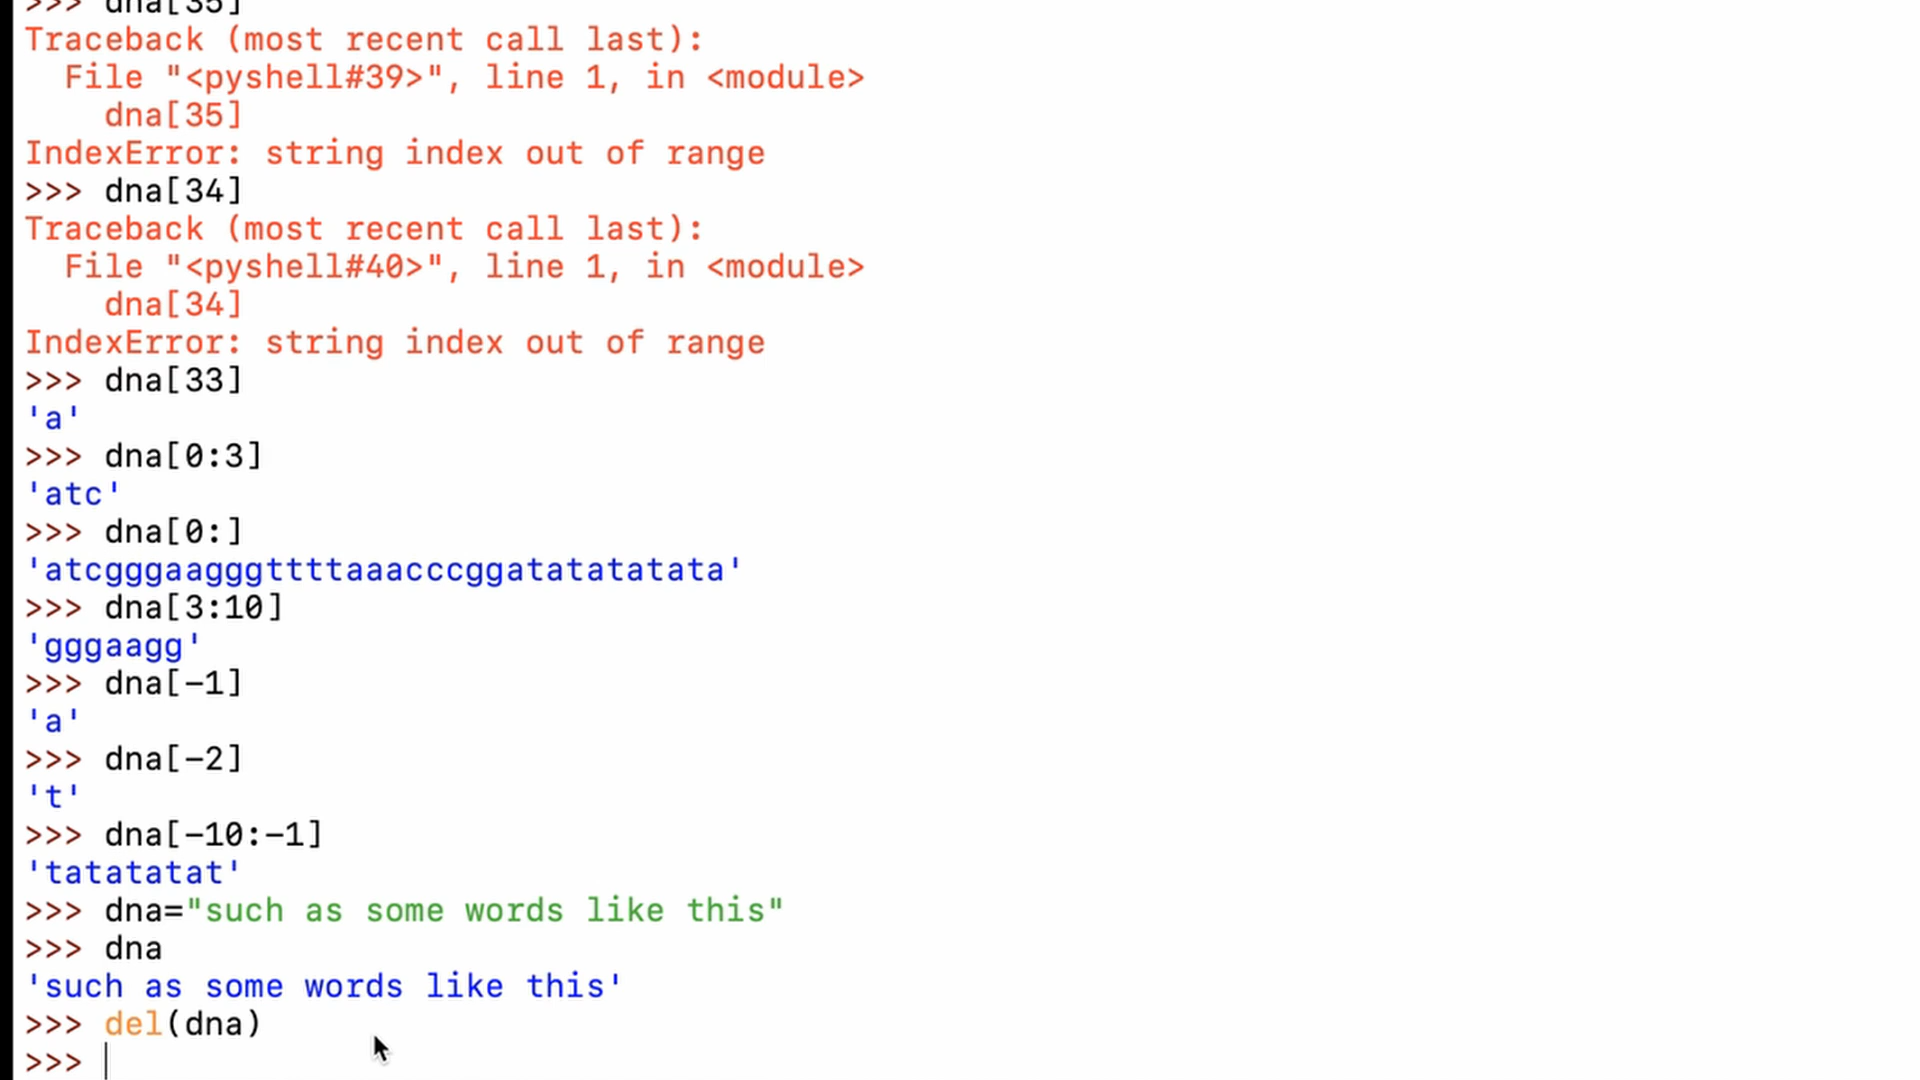 >>> dna[35]
Traceback (most recent call last):
  File "<pyshell#39>", line 1, in <module>
    dna[35]
IndexError: string index out of range
>>> dna[34]
Traceback (most recent call last):
  File "<pyshell#40>", line 1, in <module>
    dna[34]
IndexError: string index out of range
>>> dna[33]
'a'
>>> dna[0:3]
'atc'
>>> dna[0:]
'atcgggaagggttttaaacccggatatatatata'
>>> dna[3:10]
'gggaagg'
>>> dna[-1]
'a'
>>> dna[-2]
't'
>>> dna[-10:-1]
'tatatatat'
>>> dna="such as some words like this"
>>> dna
'such as some words like this'
>>> del(dna)
>>>